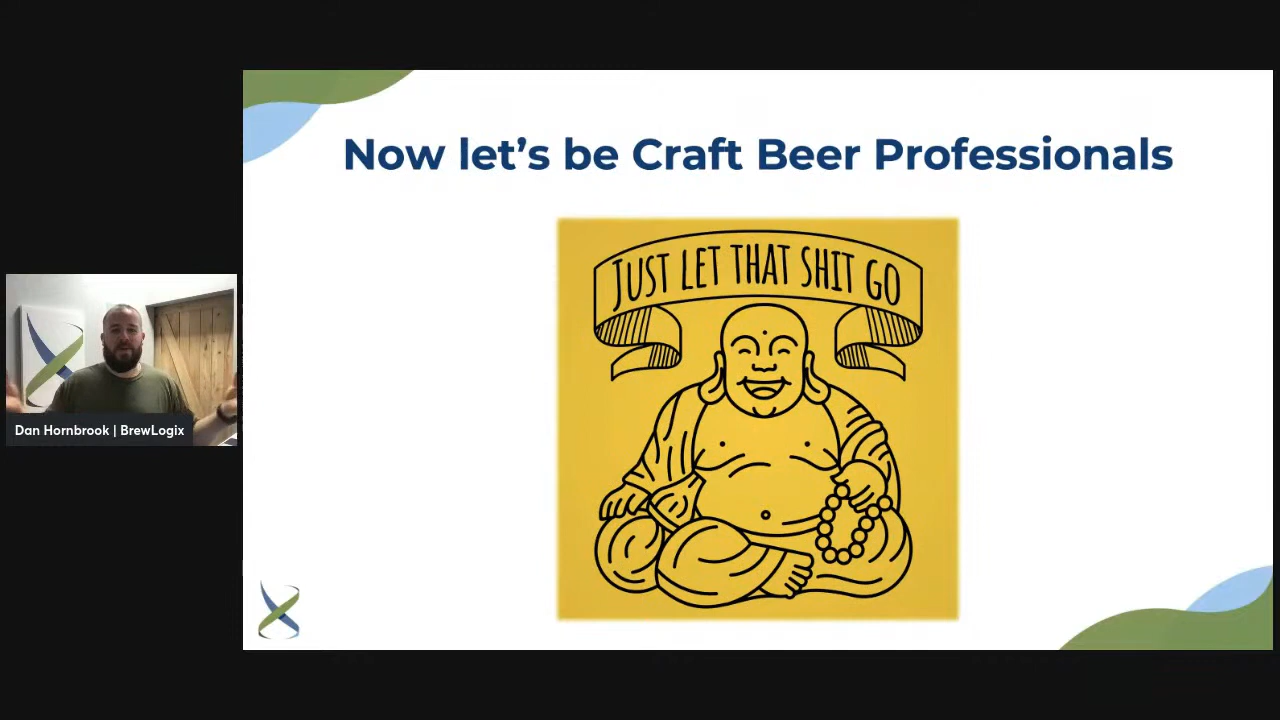 Now let's be Craft Beer Professionals
JUST LET THAT SHIT GO
Dan Hornbrook | BrewLogix